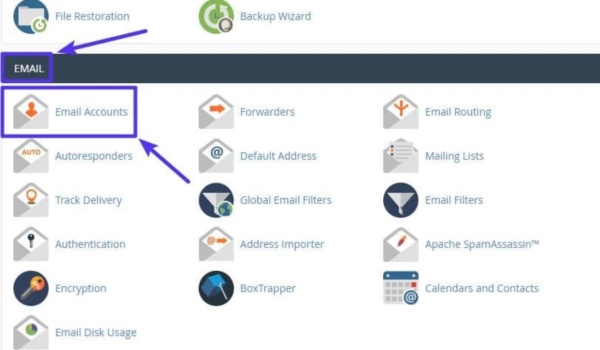 File Restoration Backup Wizard
EMAIL
Email Accounts Forwarders Email Routing
AUTO Autoresponders @ Default Address Mailing Lists
Track Delivery Global Email Filters Email Filters
Authentication @ Address Importer Apache SpamAssassin™
Encryption BoxTrapper @ Calendars and Contacts
Email Disk Usage